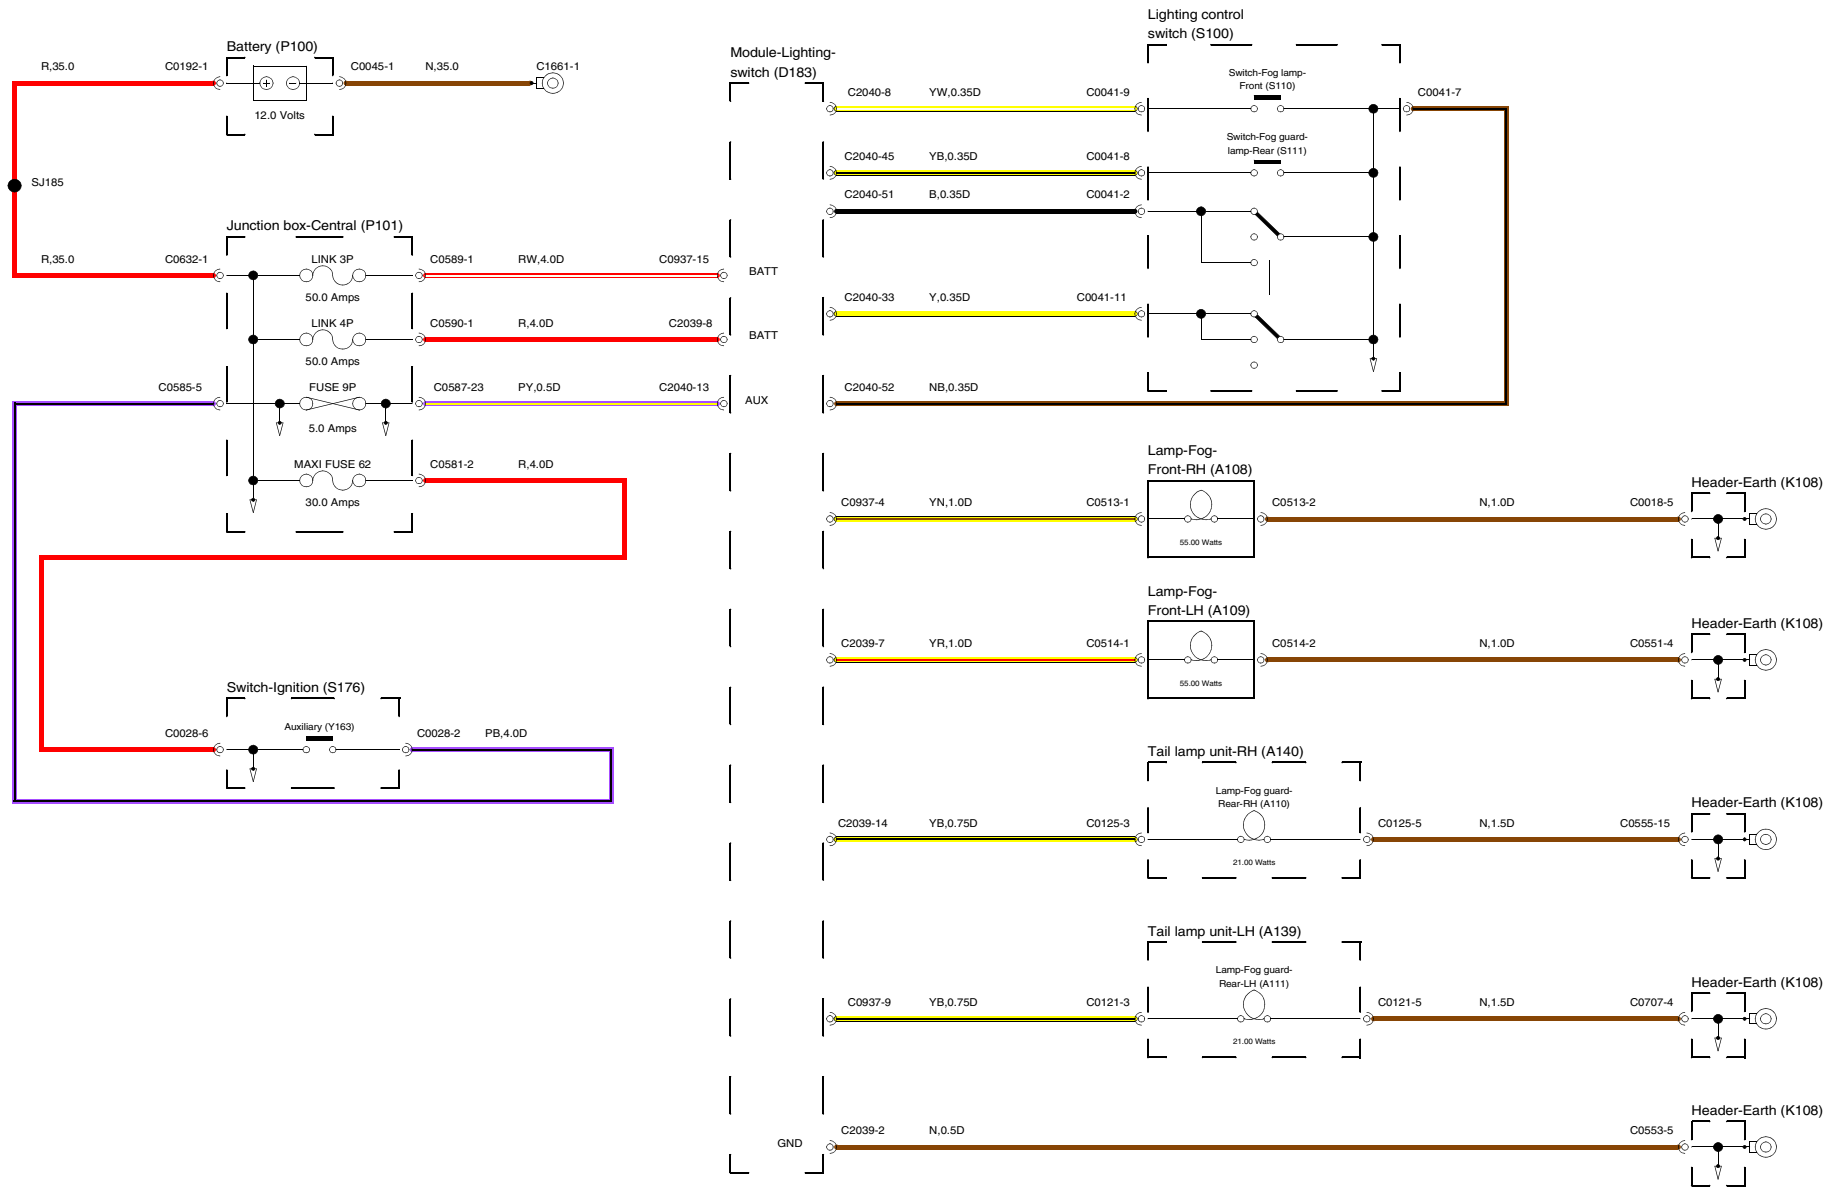 Lighting control
switch (S100)
Battery (P100)
Module-Lighting-
switch (D183)
R,35.0
C0192-1
C0045-1
N,35.0
C1661-1
12.0 Volts
Switch-Fog lamp-
Front (S110)
C2040-8
YW,0.35D
C0041-9
C0041-7
Switch-Fog guard-
lamp-Rear (S111)
C2040-45
YB,0.35D
C0041-8
SJ185
C2040-51
B,0.35D
C0041-2
Junction box-Central (P101)
R,35.0
C0632-1
LINK 3P
50.0 Amps
C0589-1
RW,4.0D
C0937-15
BATT
C2040-33
Y,0.35D
C0041-11
LINK 4P
50.0 Amps
C0590-1
R,4.0D
C2039-8
BATT
C0585-5
FUSE 9P
5.0 Amps
C0587-23
PY,0.5D
C2040-13
AUX
C2040-52
NB,0.35D
MAXI FUSE 62
30.0 Amps
C0581-2
R,4.0D
Lamp-Fog-
Front-RH (A108)
C0937-4
YN,1.0D
C0513-1
55.00 Watts
C0513-2
N,1.0D
C0018-5
Header-Earth (K108)
Lamp-Fog-
Front-LH (A109)
C2039-7
YR,1.0D
C0514-1
55.00 Watts
C0514-2
N,1.0D
C0551-4
Header-Earth (K108)
Switch-Ignition (S176)
C0028-6
Auxiliary (Y163)
C0028-2
PB,4.0D
Tail lamp unit-RH (A140)
Lamp-Fog guard-
Rear-RH (A110)
C2039-14
YB,0.75D
C0125-3
21.00 Watts
C0125-5
N,1.5D
C0555-15
Header-Earth (K108)
Tail lamp unit-LH (A139)
Lamp-Fog guard-
Rear-LH (A111)
C0937-9
YB,0.75D
C0121-3
21.00 Watts
C0121-5
N,1.5D
C0707-4
Header-Earth (K108)
GND
C2039-2
N,0.5D
C0553-5
Header-Earth (K108)